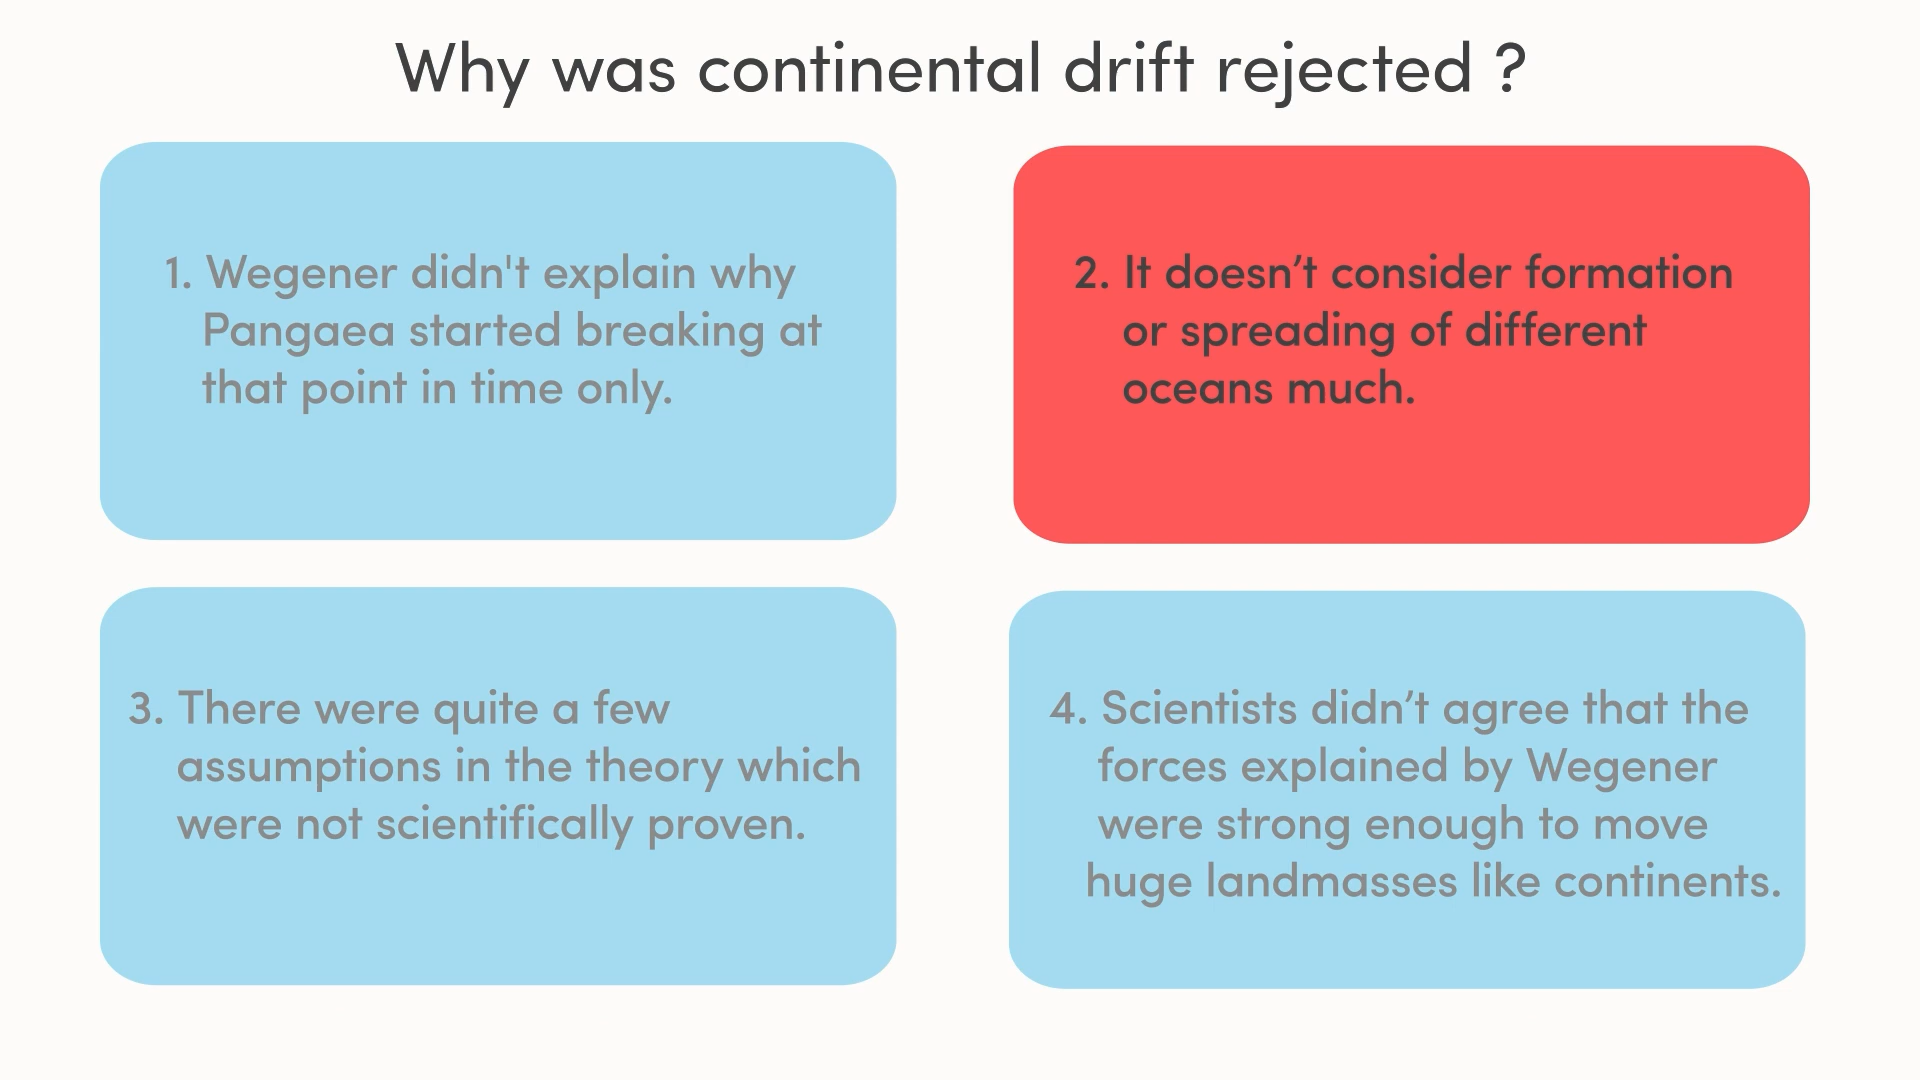 Why was continental drift rejected ?
1. Wegener didn't explain why
Pangaea started breaking at
that point in time only.
2. It doesn’t consider formation
or spreading of different
oceans much.
3. There were quite a few
assumptions in the theory which
were not scientifically proven.
4. Scientists didn’t agree that the
forces explained by Wegener
were strong enough to move
huge landmasses like continents.